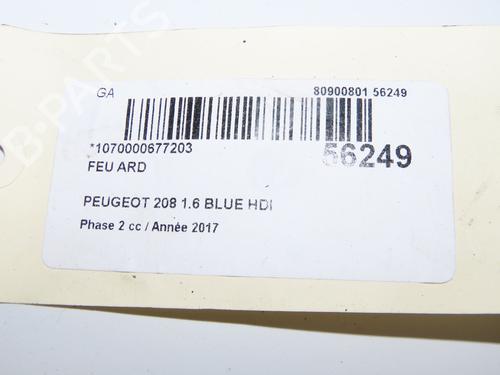 GA
80900801 56249
*1070000677203
56249
FEU ARD
PEUGEOT 208 1.6 BLUE HDI
Phase 2 cc / Année 2017
B-PARTS